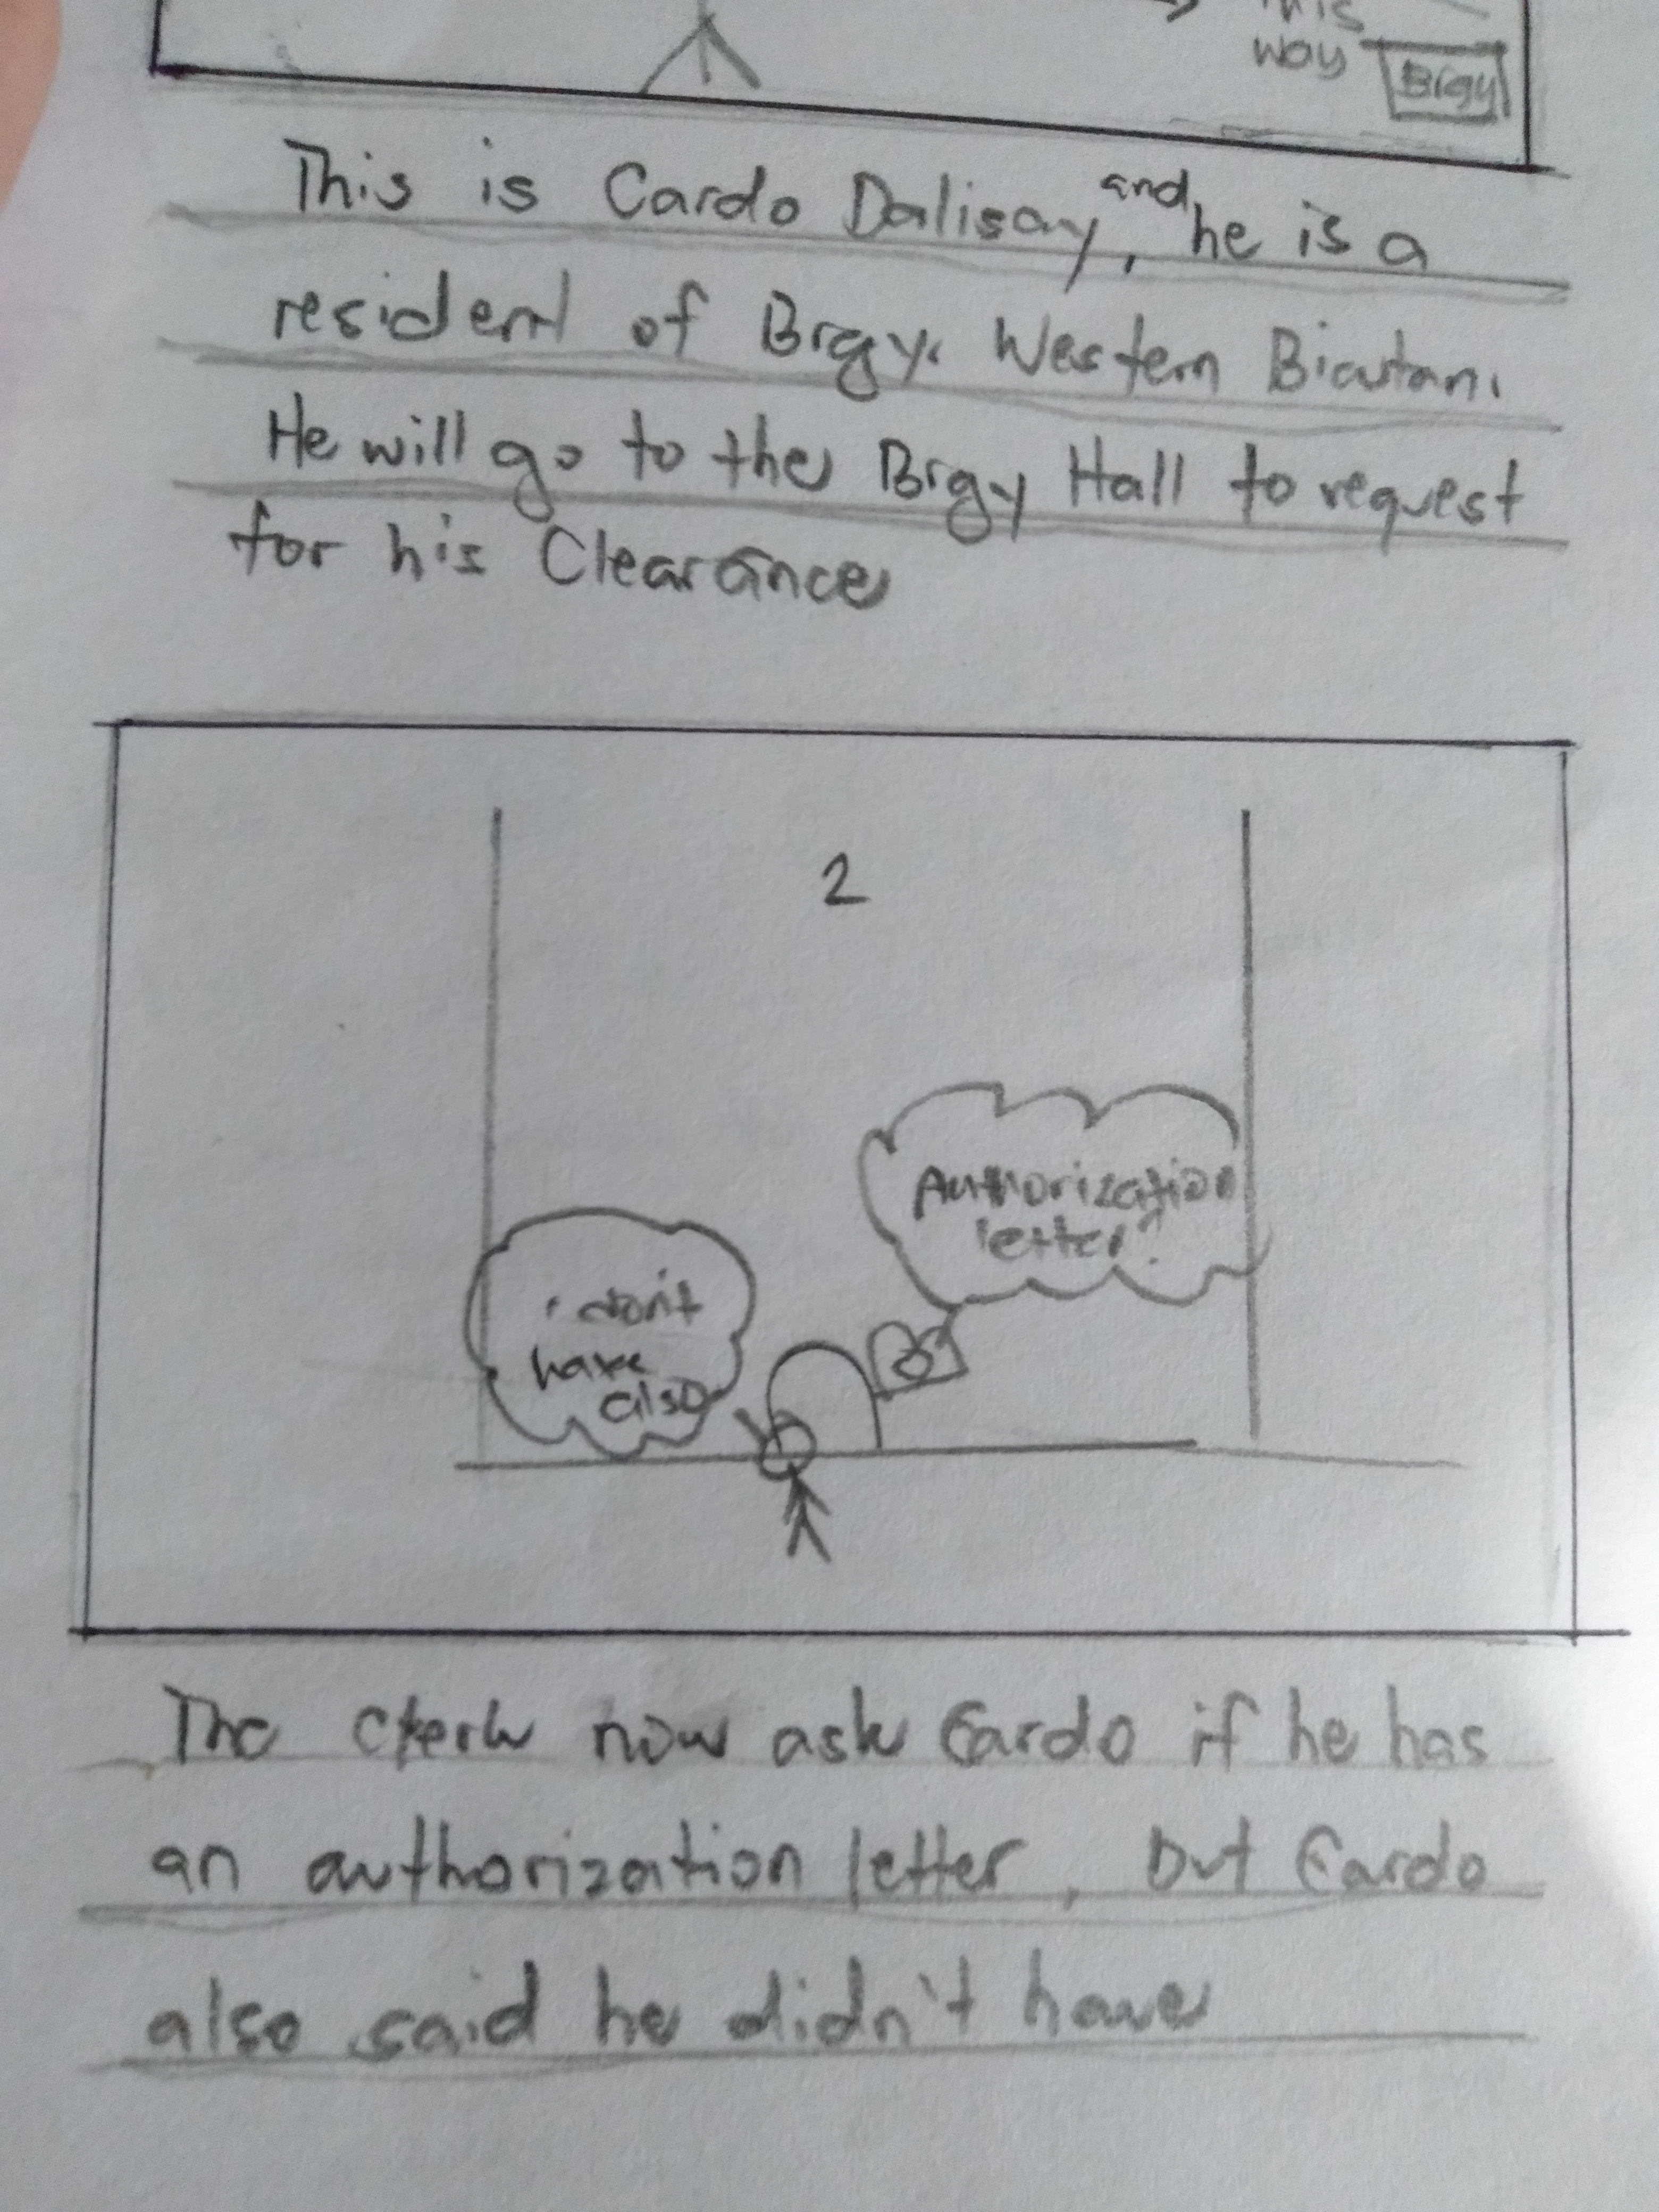 this
way
Brgy
This is Cardo Dalisay, and he is a
resident of Brgy. Western Bicutan.
He will go to the Brgy Hall to request
for his Clearance
2
Authorization
letter?
i don't
have
also
The clerk now ask Cardo if he has
an authorization letter, but Cardo
also said he didn't have